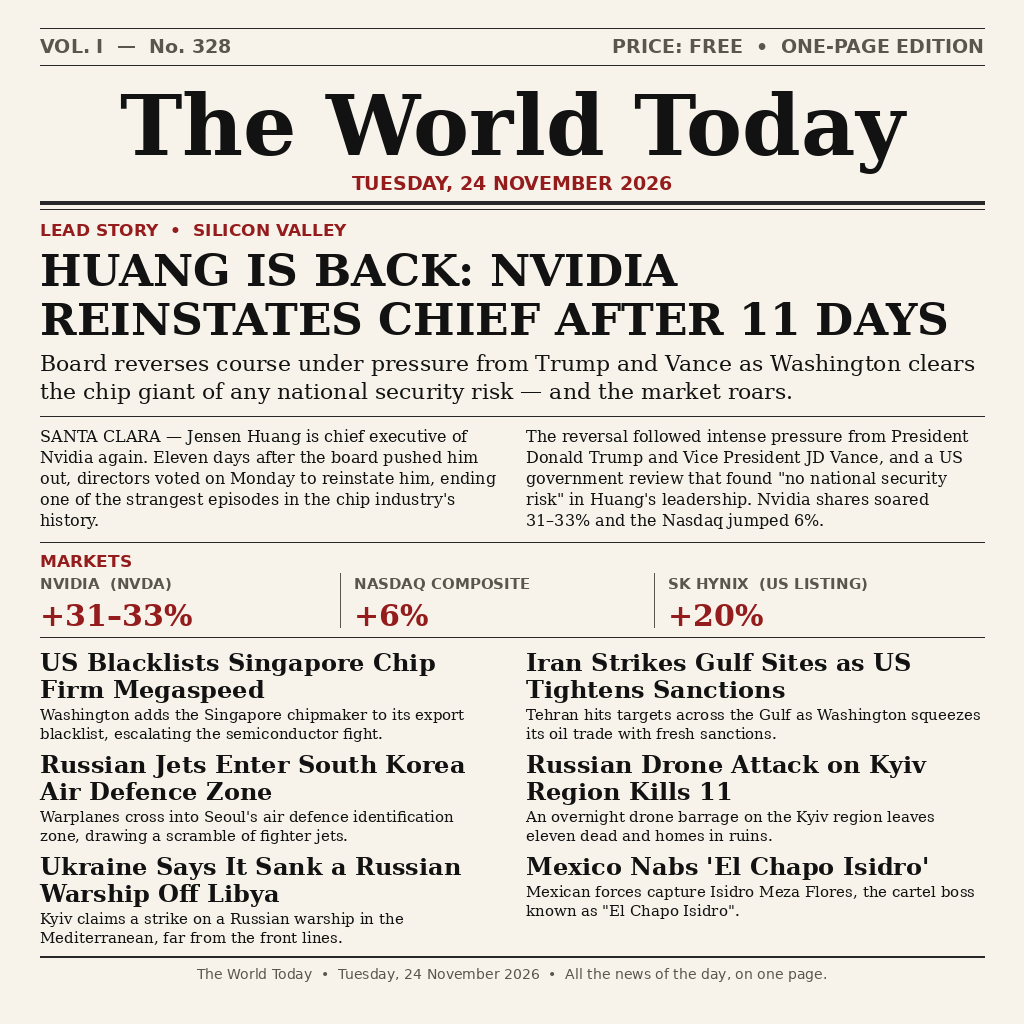 VOL. I — No. 328
PRICE: FREE • ONE-PAGE EDITION
The World Today
TUESDAY, 24 NOVEMBER 2026
LEAD STORY • SILICON VALLEY
HUANG IS BACK: NVIDIA
REINSTATES CHIEF AFTER 11 DAYS
Board reverses course under pressure from Trump and Vance as Washington clears
the chip giant of any national security risk — and the market roars.
SANTA CLARA — Jensen Huang is chief executive of
Nvidia again. Eleven days after the board pushed him
out, directors voted on Monday to reinstate him, ending
one of the strangest episodes in the chip industry's
history.
The reversal followed intense pressure from President
Donald Trump and Vice President JD Vance, and a US
government review that found "no national security
risk" in Huang's leadership. Nvidia shares soared
31–33% and the Nasdaq jumped 6%.
MARKETS
NVIDIA (NVDA)
+31–33%
NASDAQ COMPOSITE
+6%
SK HYNIX (US LISTING)
+20%
US Blacklists Singapore Chip
Firm Megaspeed
Washington adds the Singapore chipmaker to its export
blacklist, escalating the semiconductor fight.
Iran Strikes Gulf Sites as US
Tightens Sanctions
Tehran hits targets across the Gulf as Washington squeezes
its oil trade with fresh sanctions.
Russian Jets Enter South Korea
Air Defence Zone
Warplanes cross into Seoul's air defence identification
zone, drawing a scramble of fighter jets.
Russian Drone Attack on Kyiv
Region Kills 11
An overnight drone barrage on the Kyiv region leaves
eleven dead and homes in ruins.
Ukraine Says It Sank a Russian
Warship Off Libya
Kyiv claims a strike on a Russian warship in the
Mediterranean, far from the front lines.
Mexico Nabs 'El Chapo Isidro'
Mexican forces capture Isidro Meza Flores, the cartel boss
known as "El Chapo Isidro".
The World Today • Tuesday, 24 November 2026 • All the news of the day, on one page.